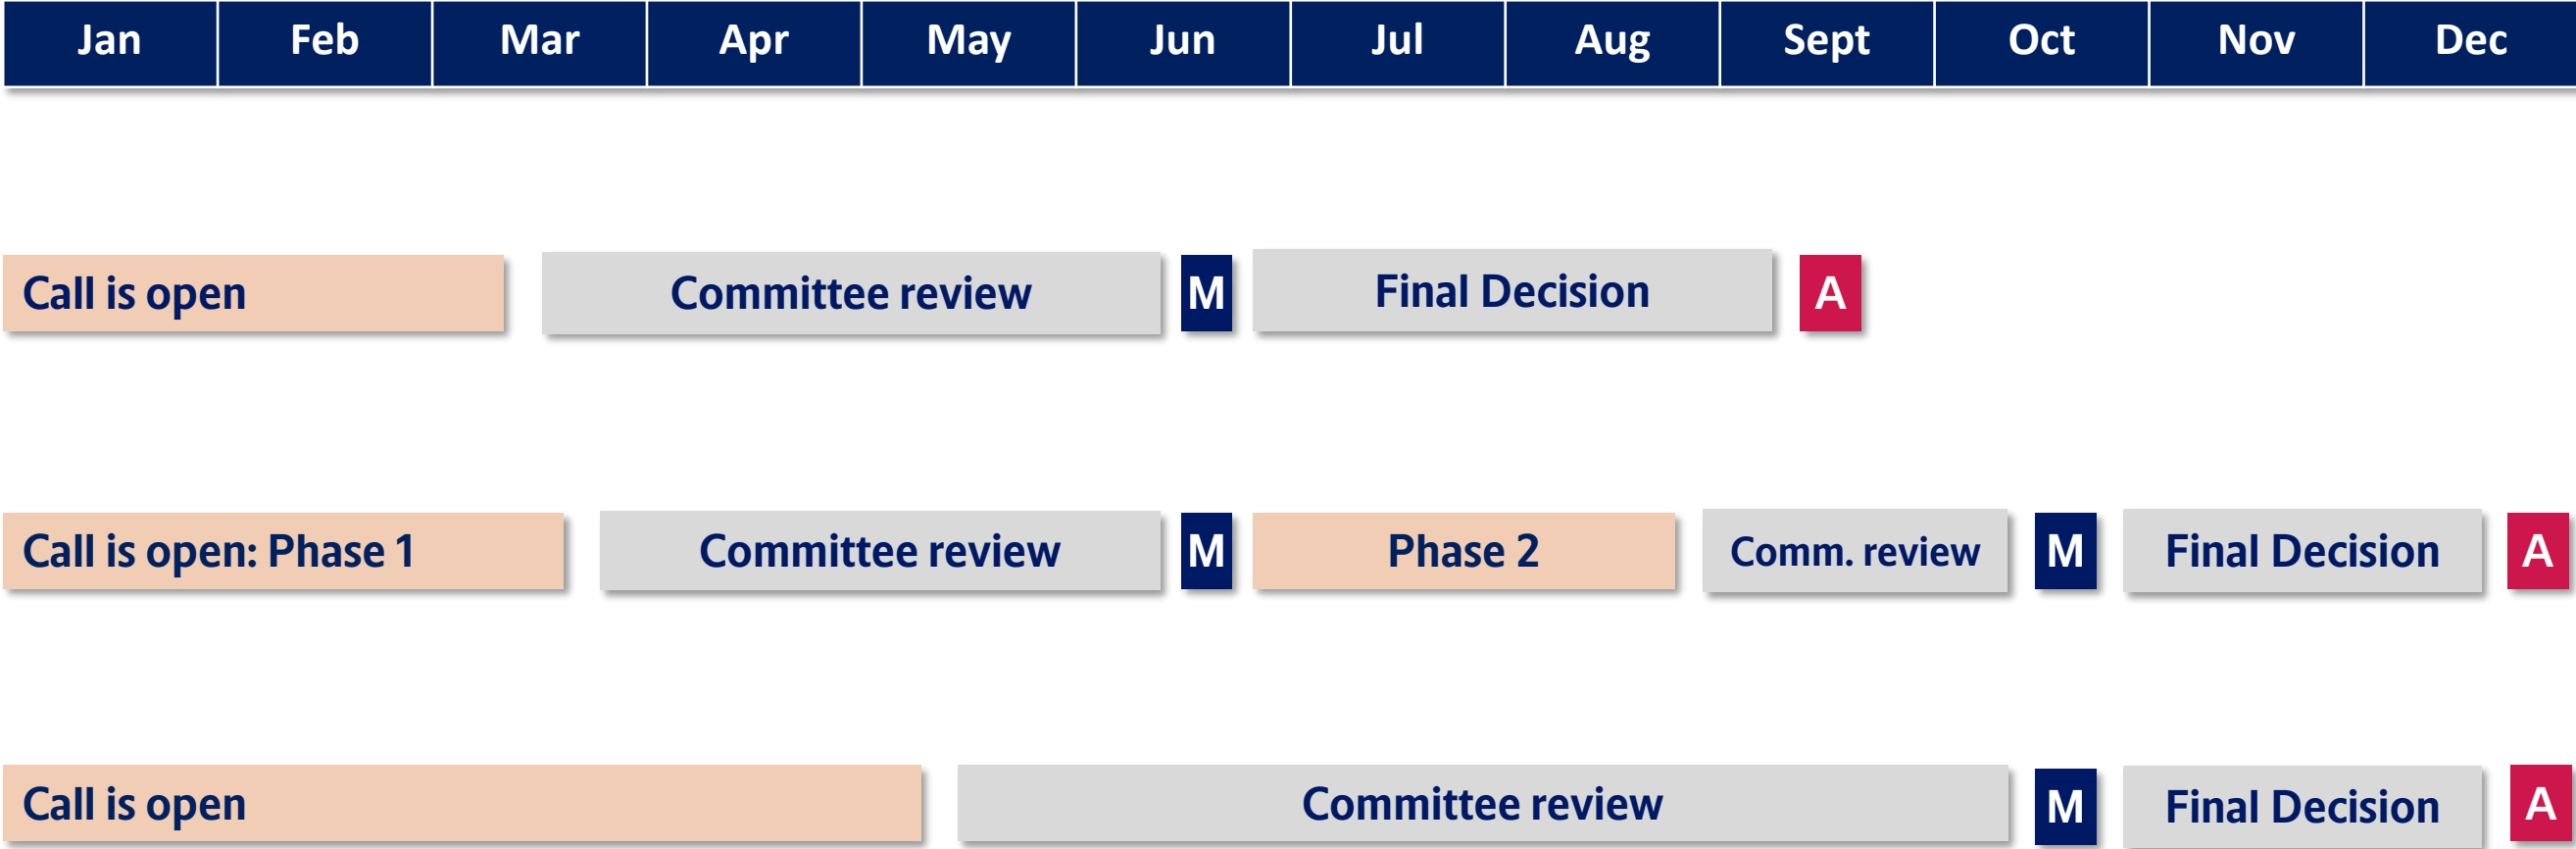 Jan Feb Mar Apr May Jun Jul Aug Sept Oct Nov Dec
Call is open Committee review M Final Decision A
Call is open: Phase 1 Committee review M Phase 2 Comm. review M Final Decision A
Call is open Committee review M Final Decision A